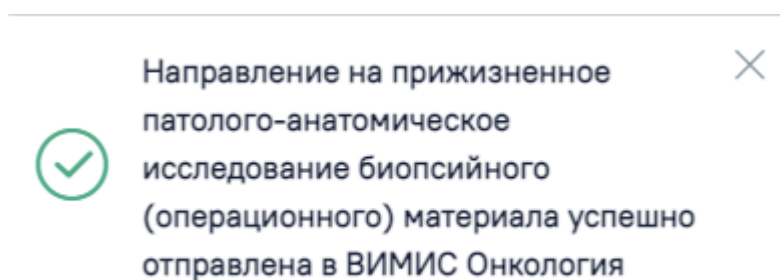 Направление на прижизненное
патолого-анатомическое
исследование биопсийного
(операционного) материала успешно
отправлена в ВИМИС Онкология